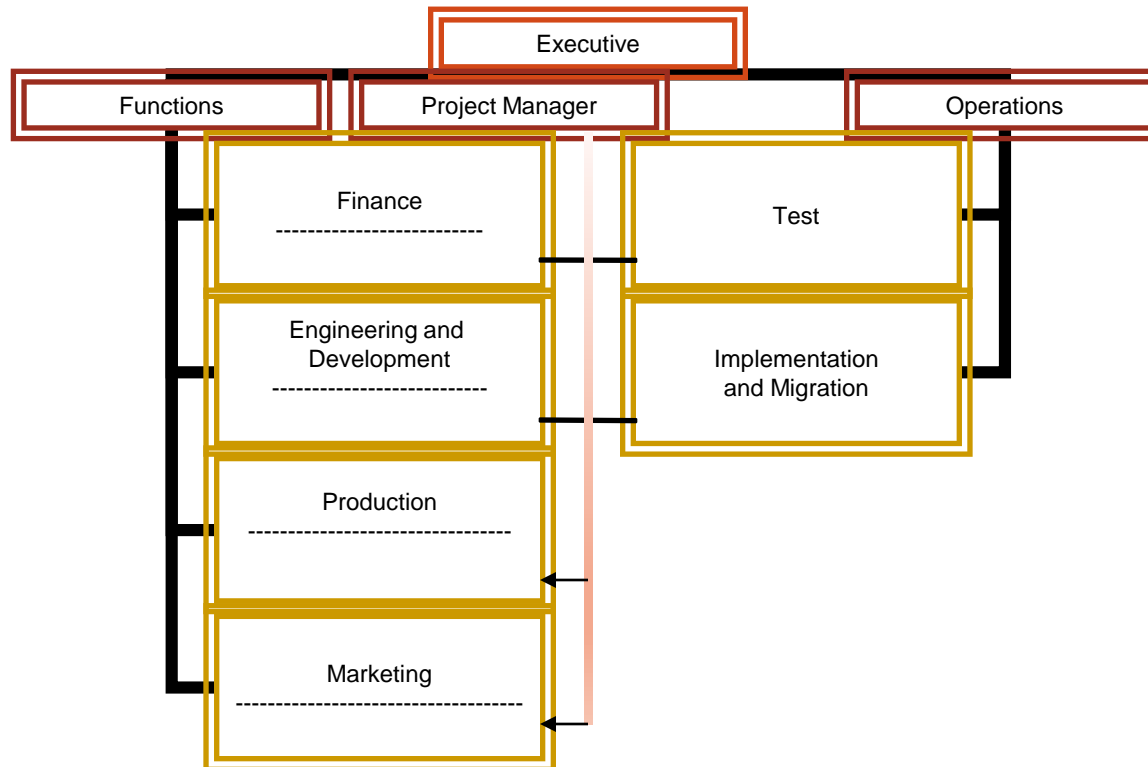 Executive
Functions
Project Manager
Operations
Finance
----------------------------
Test
Engineering and
Development
-----------------------------
Implementation
and Migration
Production
-----------------------------------
Marketing
---------------------------------------